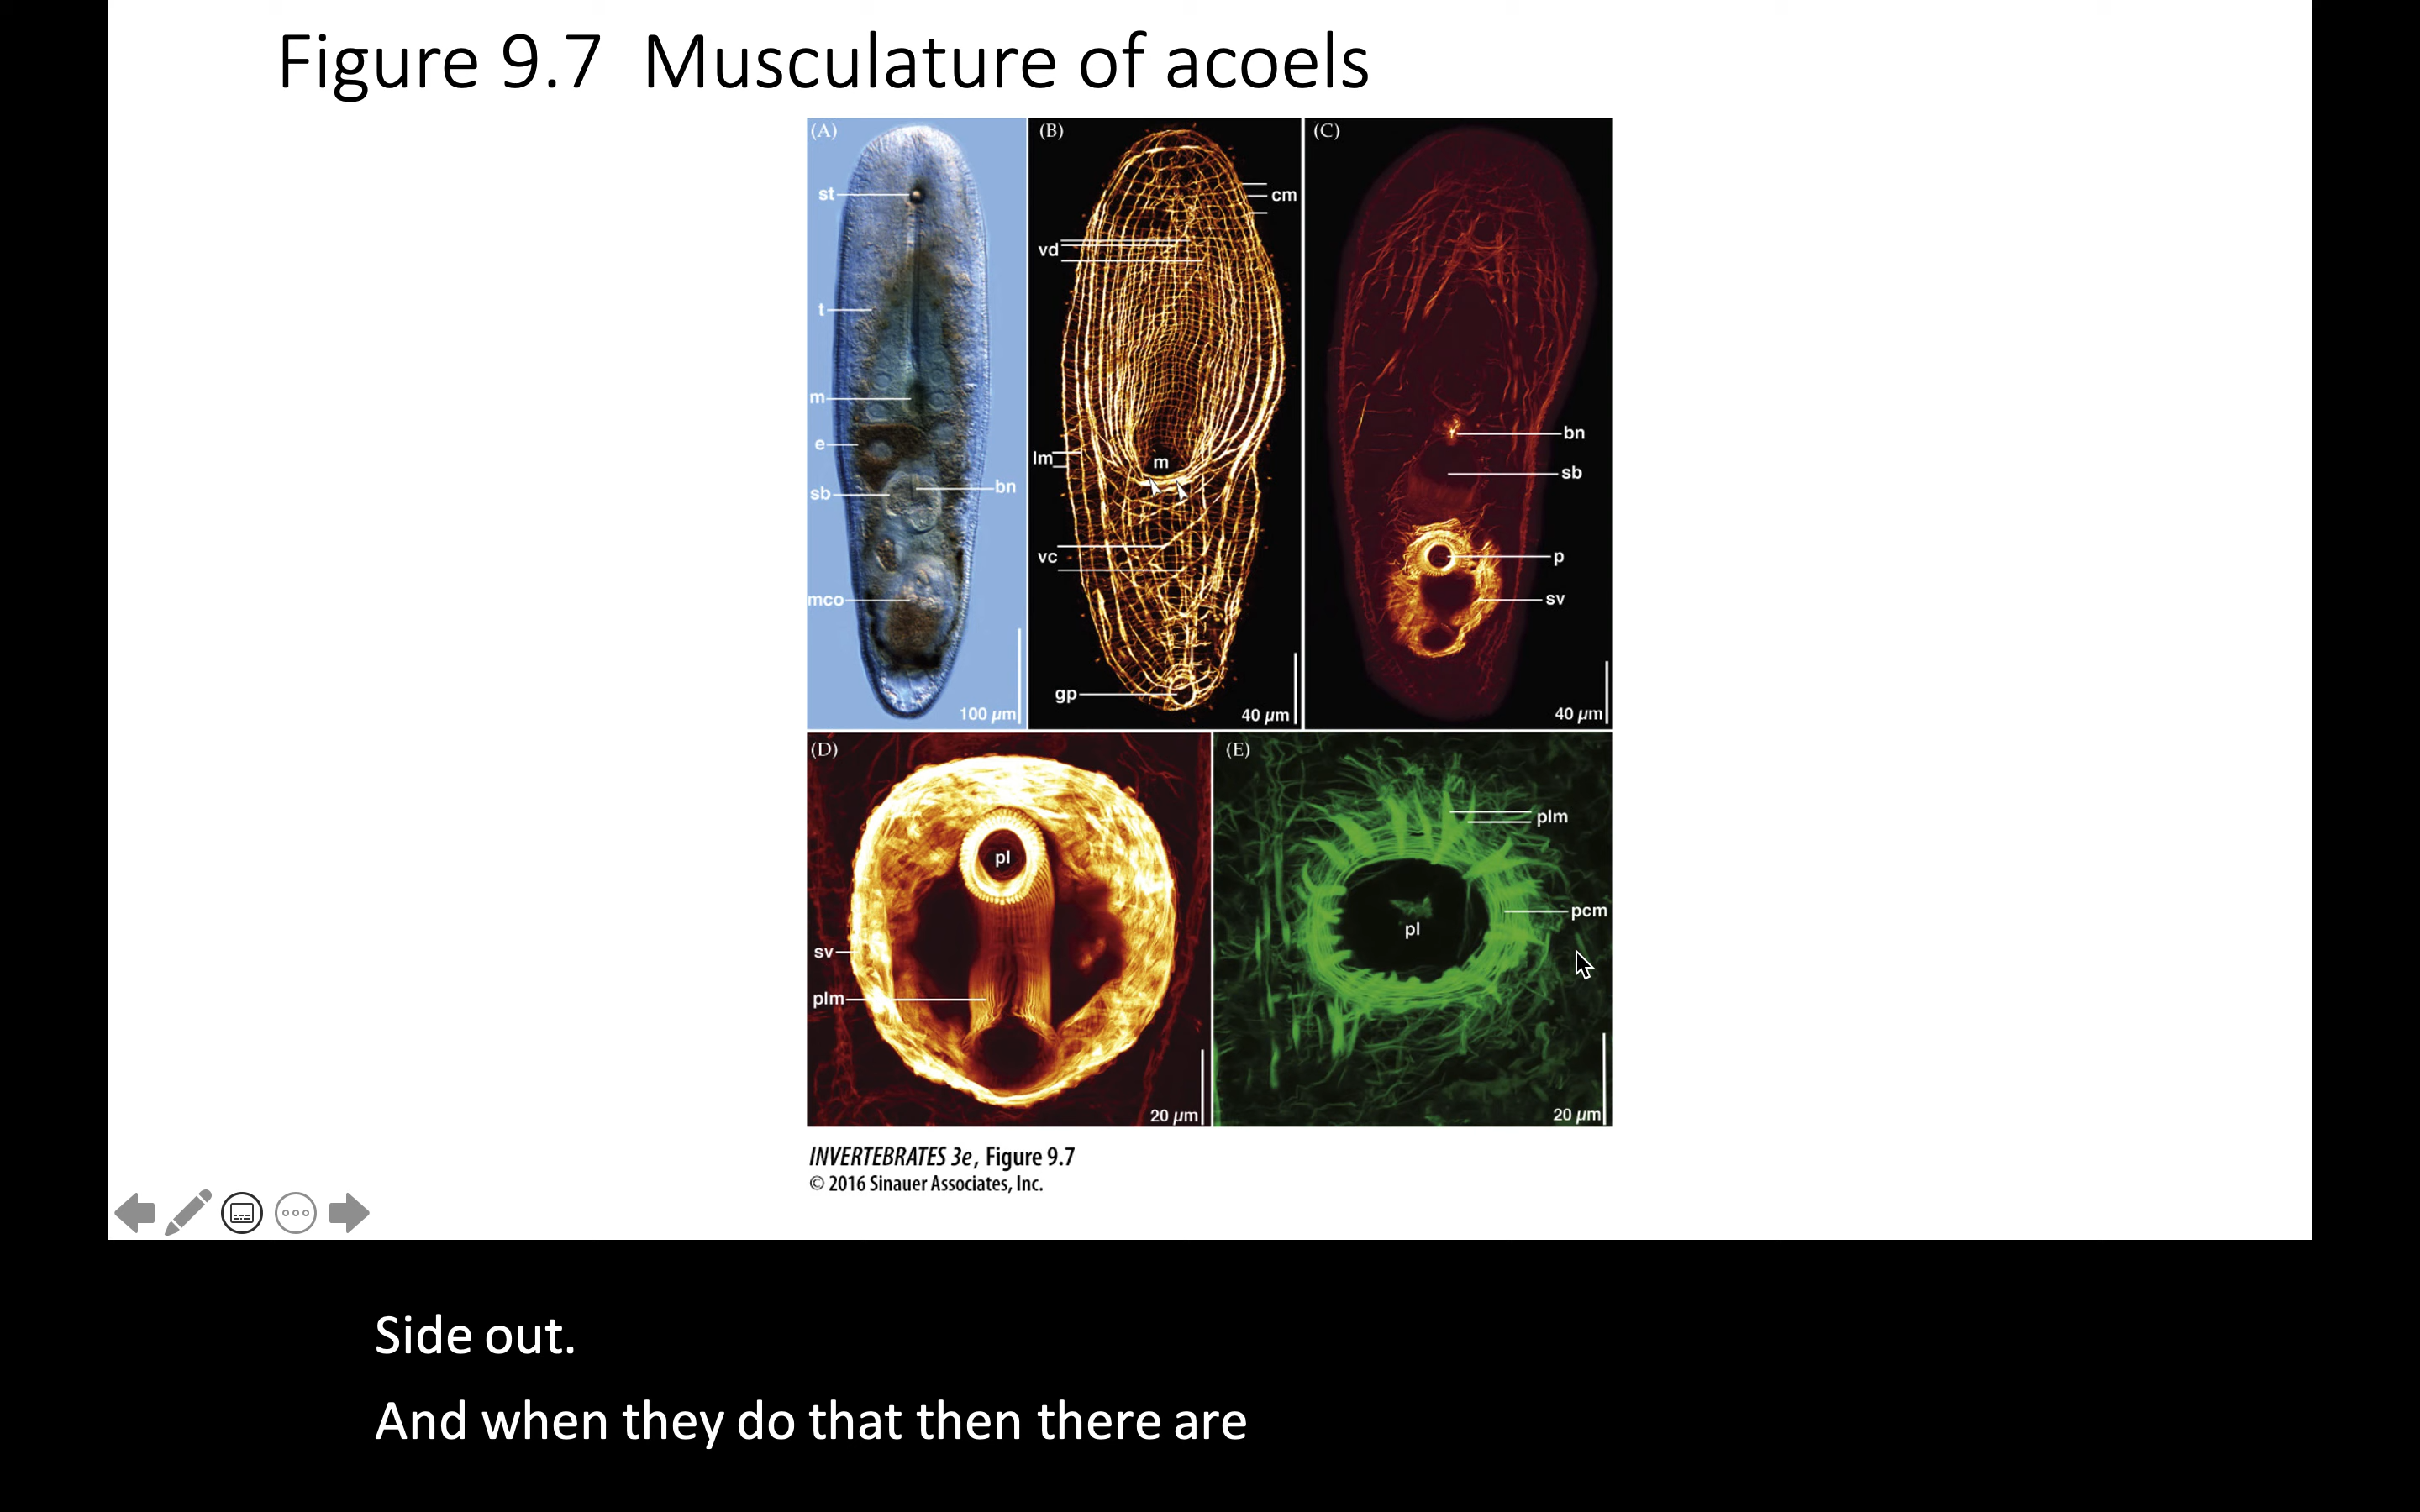 Figure 9.7 Musculature of acoels
(A)
st
t
m
e
sb
bn
mco
100 µm
(B)
cm
vd
lm
m
vc
gp
40 µm
(C)
bn
sb
p
sv
40 µm
(D)
pl
sv
plm
20 µm
(E)
plm
pcm
pl
20 µm
INVERTEBRATES 3e, Figure 9.7
© 2016 Sinauer Associates, Inc.
Side out.
And when they do that then there are